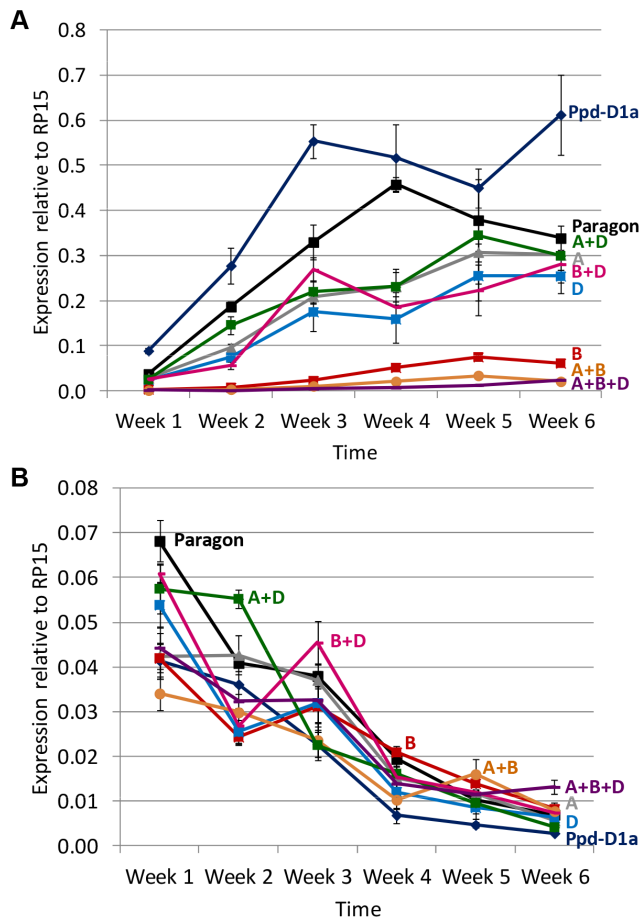 A
0.8
0.7
0.6
0.5
0.4
0.3
0.2
0.1
0.0
Expression relative to RP15
Ppd-D1a
Paragon
A+D
A
B+D
D
B
A+B
A+B+D
Week 1 Week 2 Week 3 Week 4 Week 5 Week 6
Time
B
0.08
0.07
0.06
0.05
0.04
0.03
0.02
0.01
0.00
Expression relative to RP15
Paragon
A+D
B+D
B
A+B
A+B+D
A
D
Ppd-D1a
Week 1 Week 2 Week 3 Week 4 Week 5 Week 6
Time